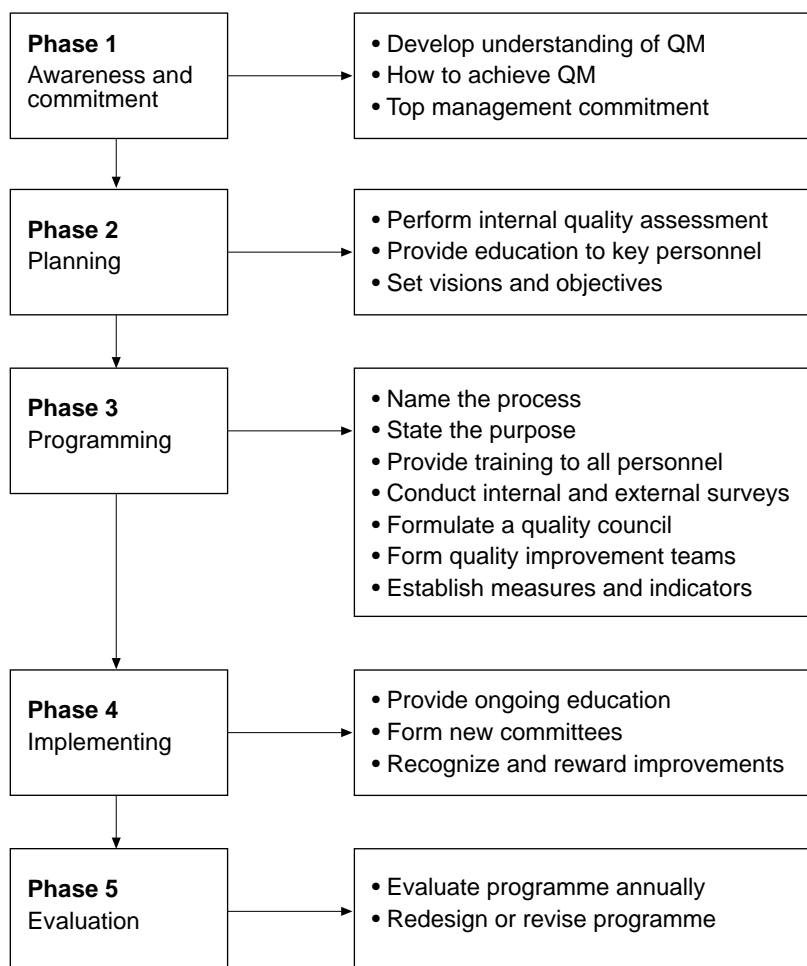 Phase 1
Awareness and
commitment
• Develop understanding of QM
• How to achieve QM
• Top management commitment
Phase 2
Planning
• Perform internal quality assessment
• Provide education to key personnel
• Set visions and objectives
Phase 3
Programming
• Name the process
• State the purpose
• Provide training to all personnel
• Conduct internal and external surveys
• Formulate a quality council
• Form quality improvement teams
• Establish measures and indicators
Phase 4
Implementing
• Provide ongoing education
• Form new committees
• Recognize and reward improvements
Phase 5
Evaluation
• Evaluate programme annually
• Redesign or revise programme